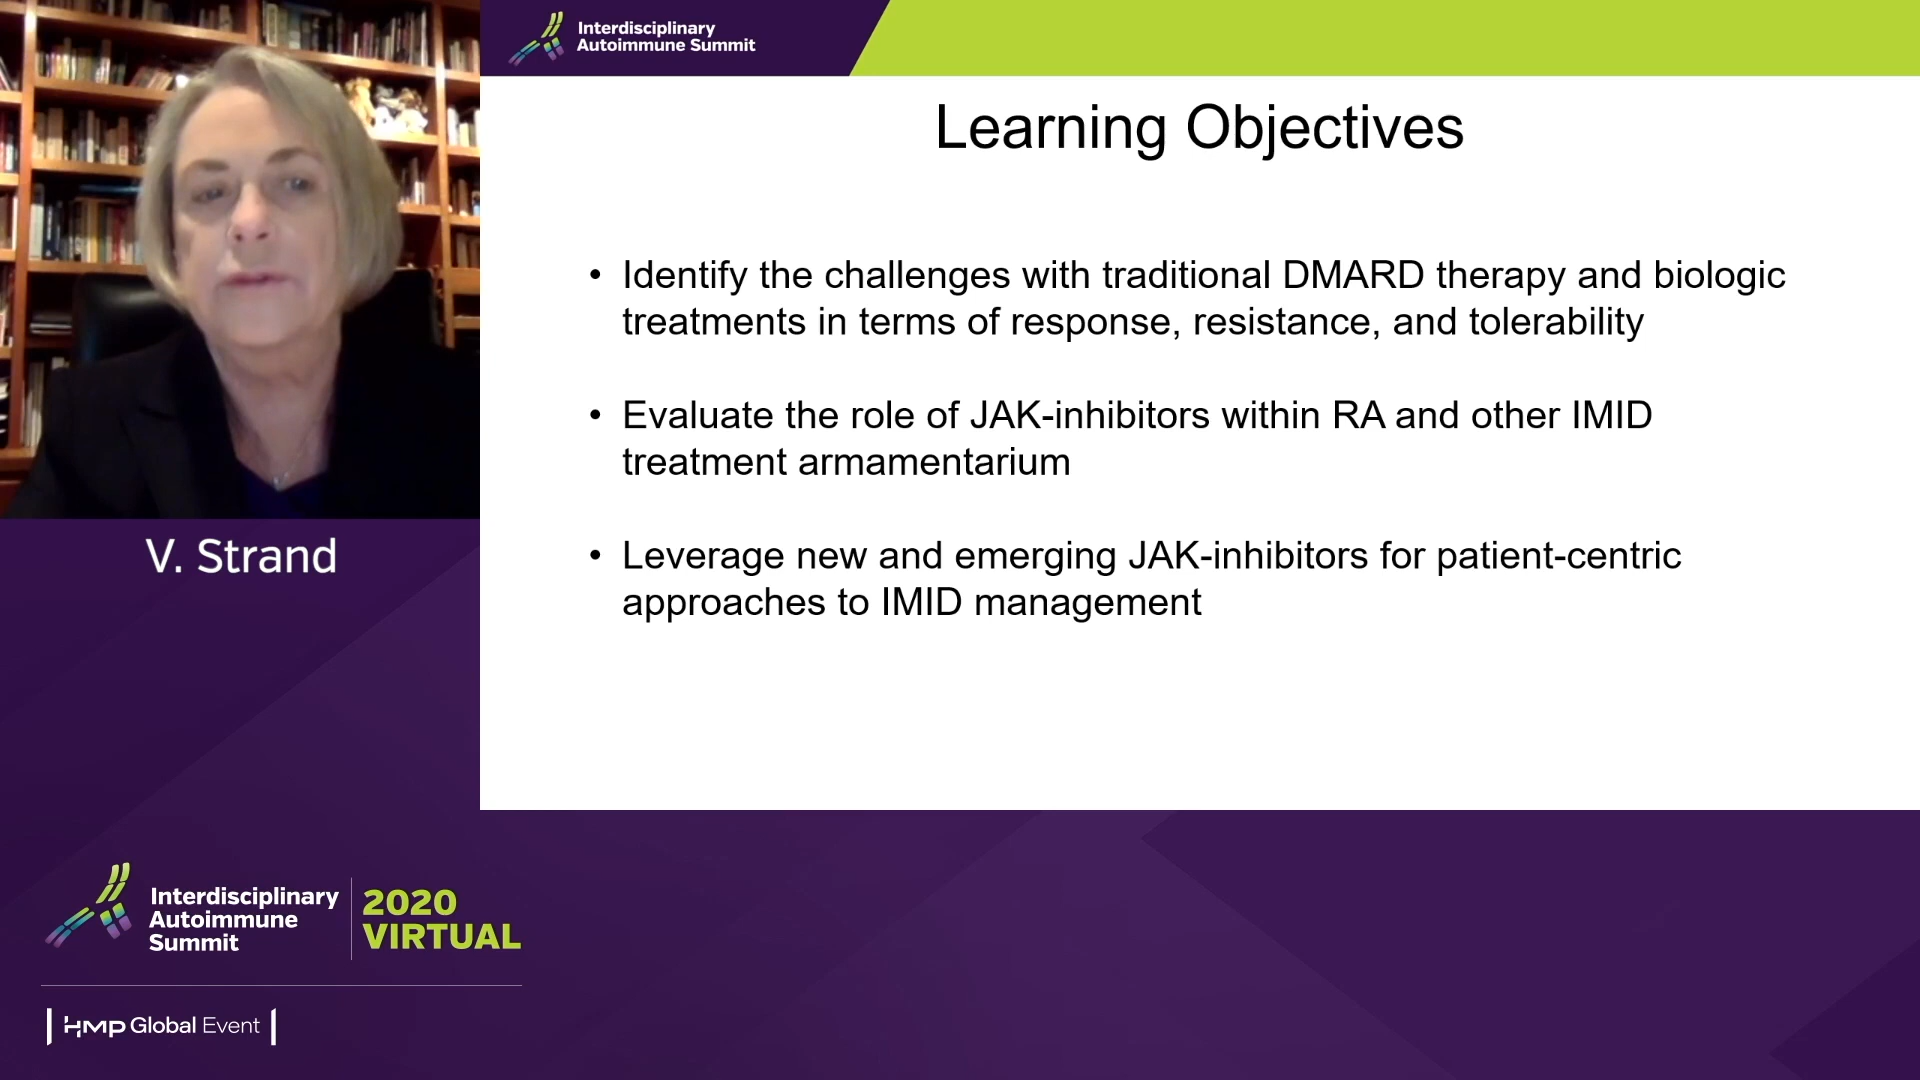 Interdisciplinary
Autoimmune Summit
Learning Objectives
• Identify the challenges with traditional DMARD therapy and biologic
treatments in terms of response, resistance, and tolerability
• Evaluate the role of JAK-inhibitors within RA and other IMID
treatment armamentarium
• Leverage new and emerging JAK-inhibitors for patient-centric
approaches to IMID management
V. Strand
Interdisciplinary
Autoimmune
Summit
2020
VIRTUAL
HMP Global Event